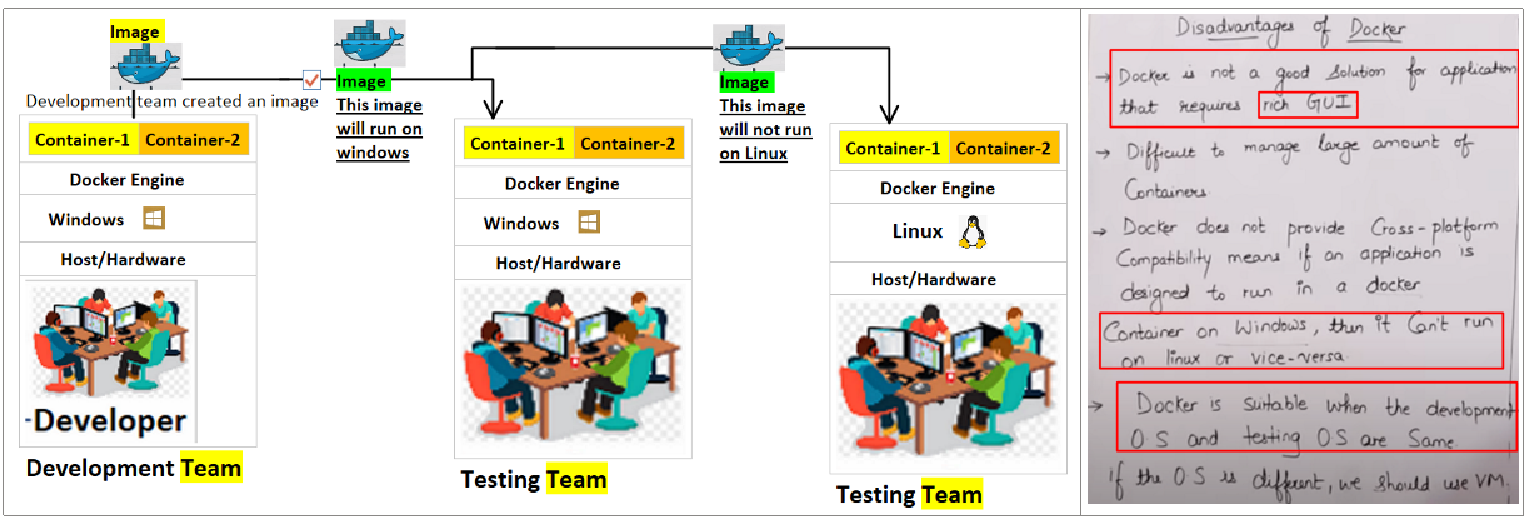 Image
Development team created an image
Container-1 Container-2
Docker Engine
Windows
Host/Hardware
-Developer
Development Team
Image
This image
will run on
windows
Container-1 Container-2
Docker Engine
Windows
Host/Hardware
Testing Team
Image
This image
will not run
on Linux
Container-1 Container-2
Docker Engine
Linux
Host/Hardware
Testing Team
Disadvantages of Docker
→ Docker is not a good solution for application
that requires rich GUI
→ Difficult to manage large amount of
Containers.
→ Docker does not provide Cross-platform
Compatibility means if an application is
designed to run in a docker
Container on Windows, then it Can't run
on linux or vice-versa.
→ Docker is suitable when the development
OS and testing OS are Same.
if the OS is different, we should use VM.